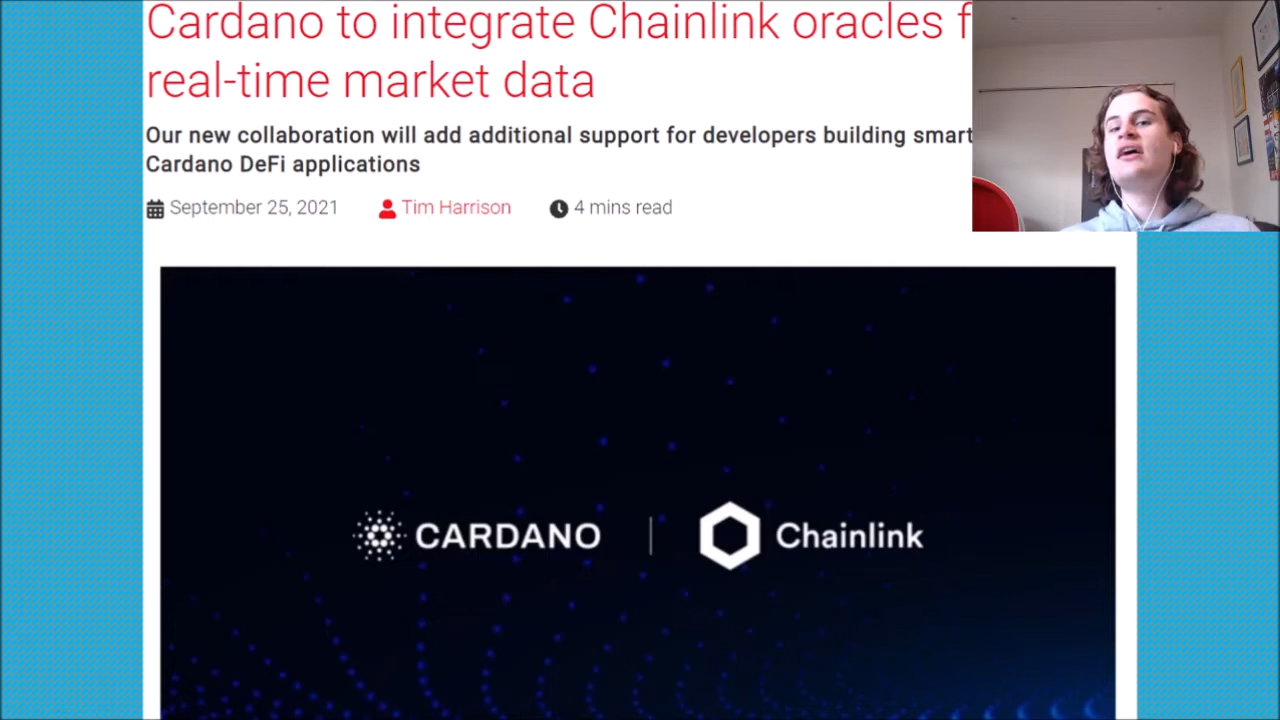 Cardano to integrate Chainlink oracles f
real-time market data
Our new collaboration will add additional support for developers building smart
Cardano DeFi applications
September 25, 2021 Tim Harrison 4 mins read
CARDANO | Chainlink